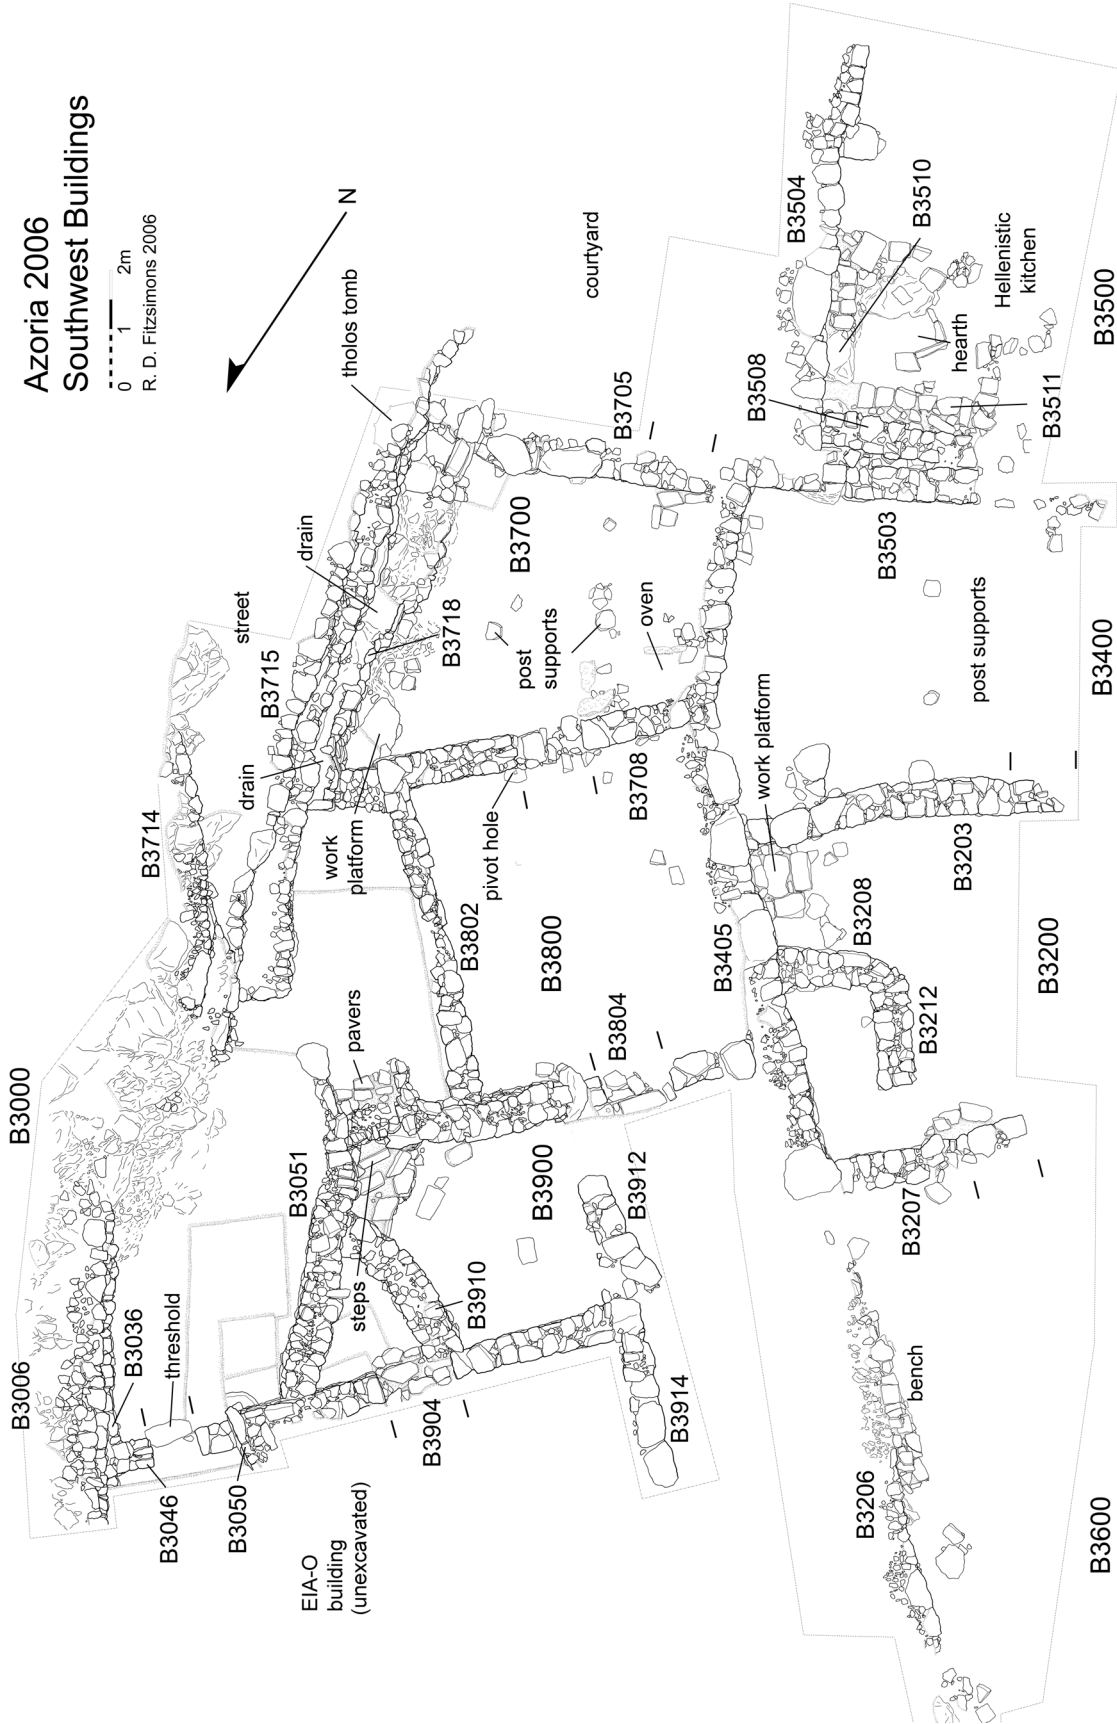 Azoria 2006
Southwest Buildings
0 1 2m
R. D. Fitzsimons 2006
N
tholos tomb
courtyard
B3504
B3510
Hellenistic
kitchen
hearth
B3500
B3508
B3511
B3705
B3503
B3700
drain
street
B3715
B3718
post
supports
oven
post supports
B3400
drain
B3714
work
platform
pivot hole
B3708
work platform
B3203
B3802
B3800
B3405
B3208
B3200
B3212
pavers
B3804
B3000
B3051
B3900
B3912
B3207
steps
B3910
B3006
B3036
threshold
B3904
B3914
bench
B3206
B3046
B3050
EIA-O
building
(unexcavated)
B3600